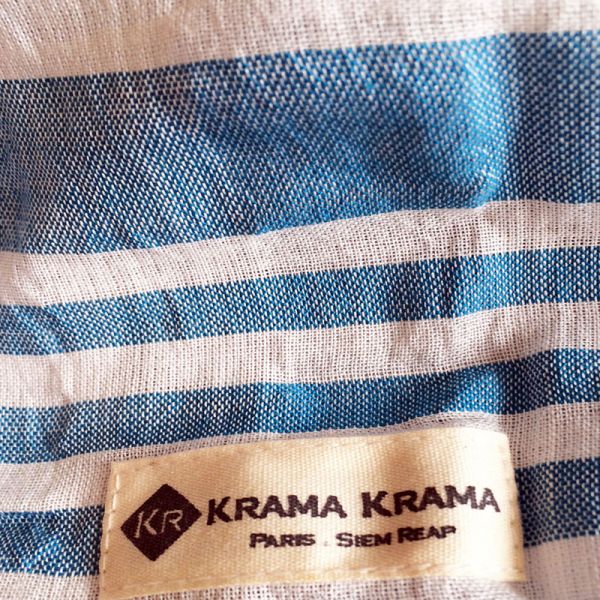 KR
KRAMA KRAMA
PARIS . SIEM REAP